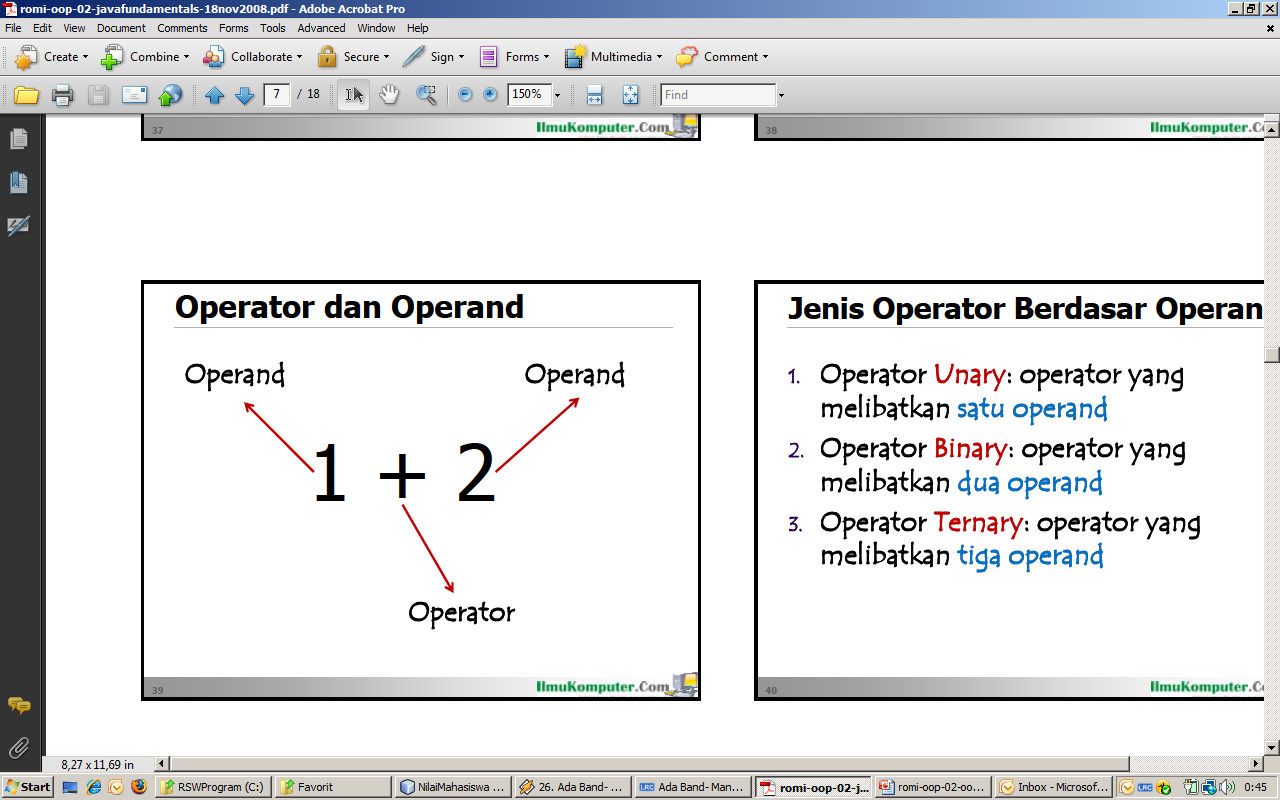 romi-oop-02-javafundamentals-18nov2008.pdf - Adobe Acrobat Pro
File Edit View Document Comments Forms Tools Advanced Window Help
Create Combine Collaborate Secure Sign Forms Multimedia Comment
7 / 18 150% Find
37 IlmuKomputer.Com
38 IlmuKomputer.Co
Operator dan Operand
Operand Operand
1 + 2
Operator
39 IlmuKomputer.Com
Jenis Operator Berdasar Operan
1. Operator Unary: operator yang
melibatkan satu operand
2. Operator Binary: operator yang
melibatkan dua operand
3. Operator Ternary: operator yang
melibatkan tiga operand
40 IlmuKomputer.Co
8,27 x 11,69 in
Start RSWProgram (C:) Favorit NilaiMahasiswa ... 26. Ada Band- ... LRC Ada Band- Man... romi-oop-02-j... romi-oop-02-oo... Inbox - Microsof... LRC 0:45